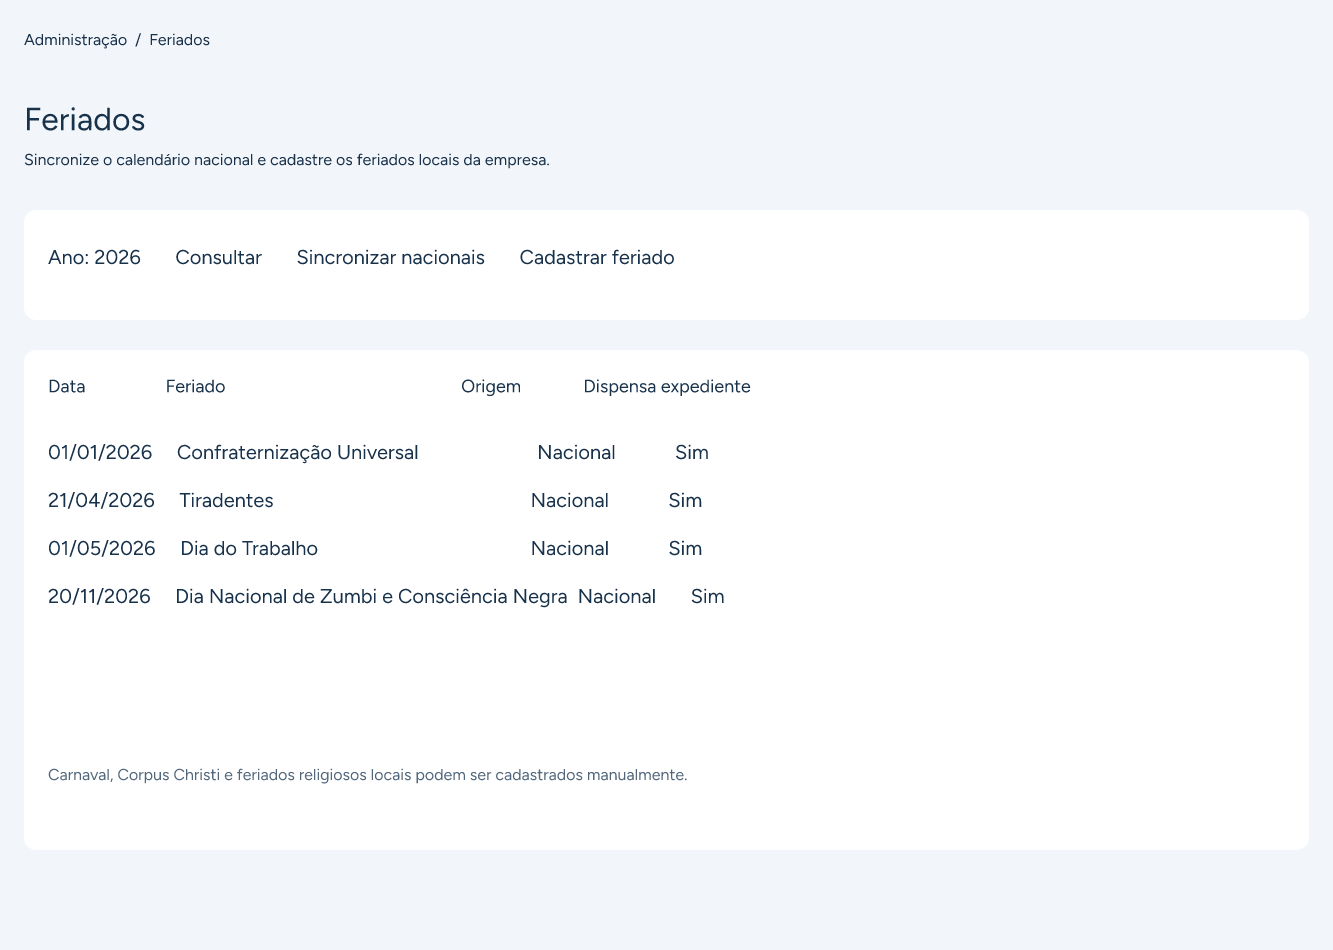 Administração / Feriados
Feriados
Sincronize o calendário nacional e cadastre os feriados locais da empresa.
Ano: 2026 Consultar Sincronizar nacionais Cadastrar feriado
Data Feriado Origem Dispensa expediente
01/01/2026 Confraternização Universal Nacional Sim
21/04/2026 Tiradentes Nacional Sim
01/05/2026 Dia do Trabalho Nacional Sim
20/11/2026 Dia Nacional de Zumbi e Consciência Negra Nacional Sim
Carnaval, Corpus Christi e feriados religiosos locais podem ser cadastrados manualmente.